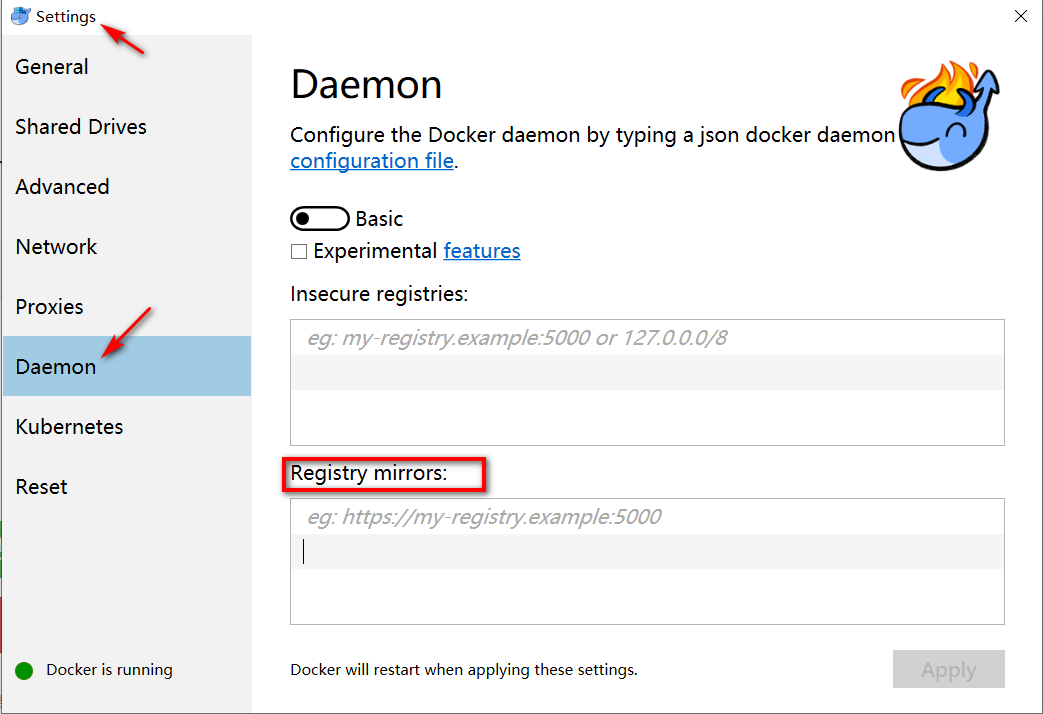 Settings
General
Shared Drives
Advanced
Network
Proxies
Daemon
Kubernetes
Reset
Docker is running
Daemon
Configure the Docker daemon by typing a json docker daemon
configuration file.
Basic
Experimental features
Insecure registries:
eg: my-registry.example:5000 or 127.0.0.0/8
Registry mirrors:
eg: https://my-registry.example:5000
Docker will restart when applying these settings.
Apply